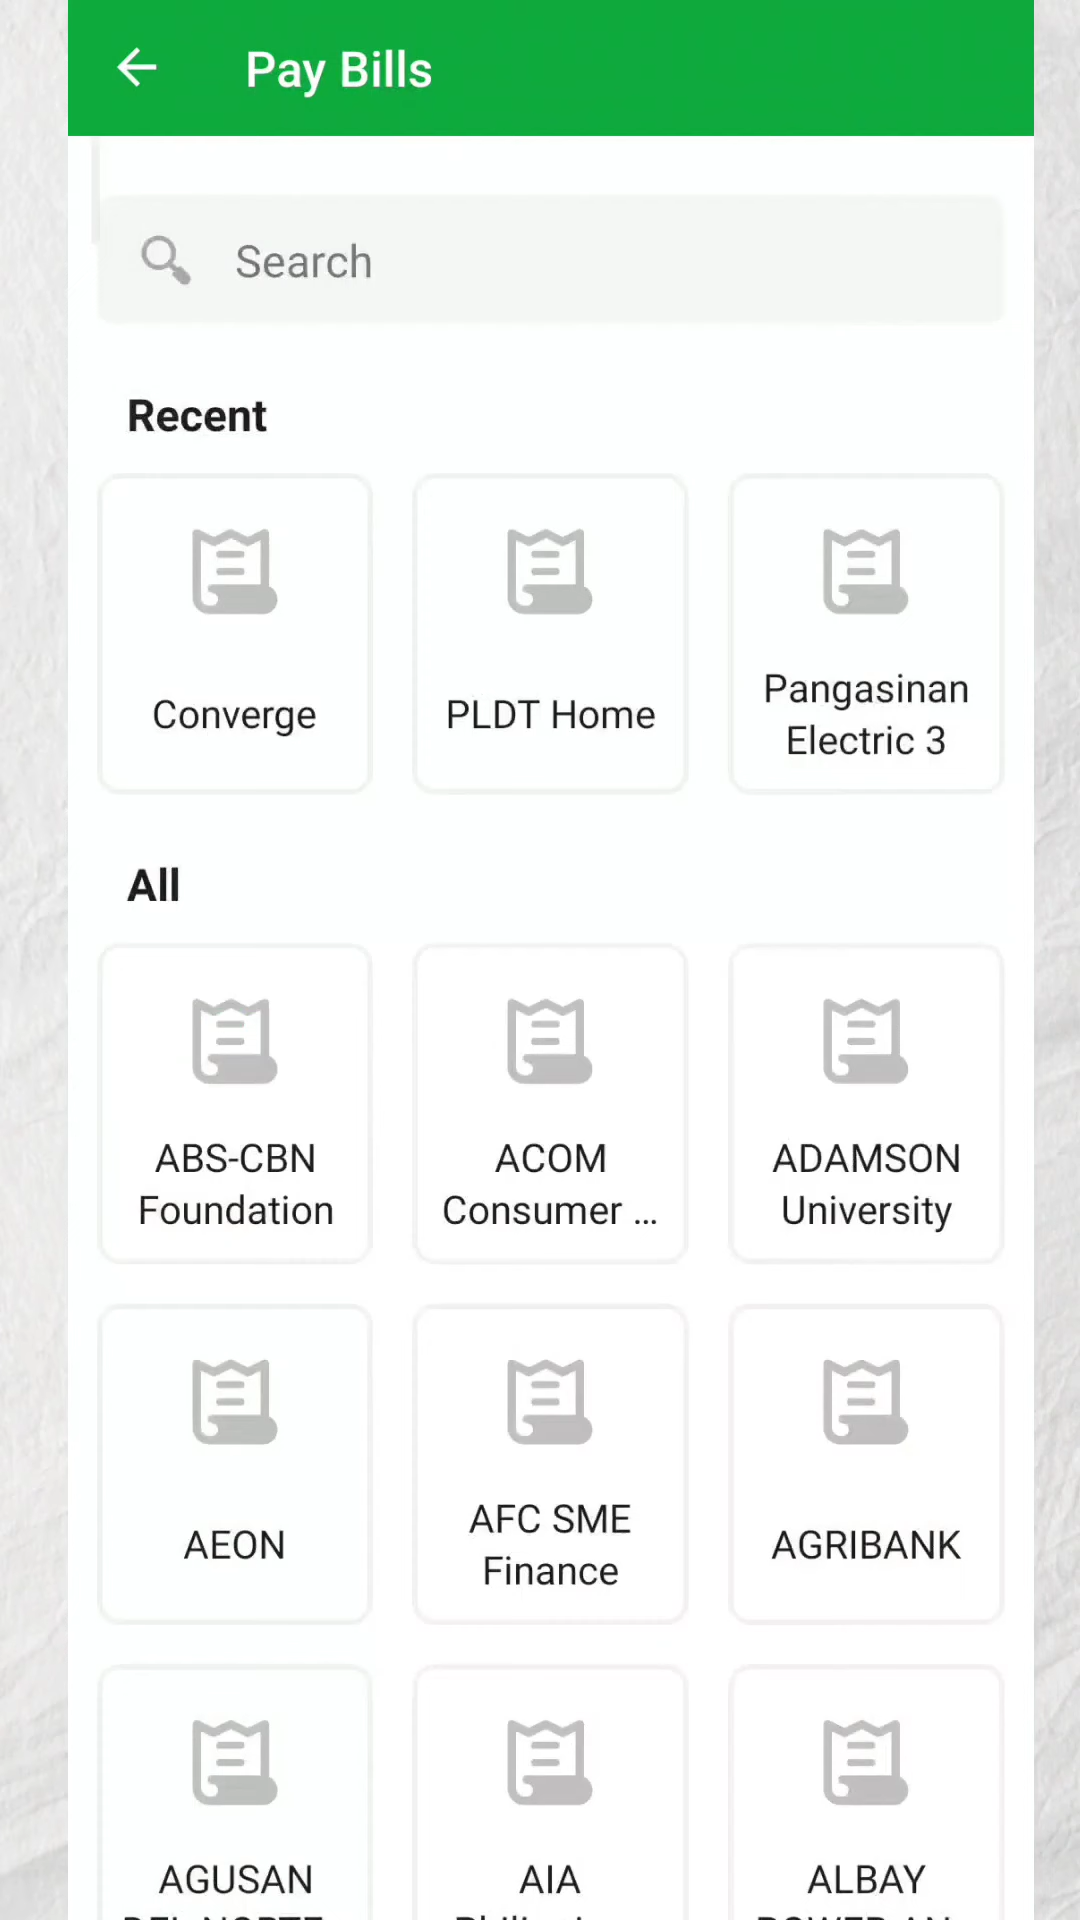 Pay Bills
Search
Recent
Converge
PLDT Home
Pangasinan
Electric 3
All
ABS-CBN
Foundation
ACOM
Consumer ...
ADAMSON
University
AEON
AFC SME
Finance
AGRIBANK
AGUSAN
AIA
ALBAY